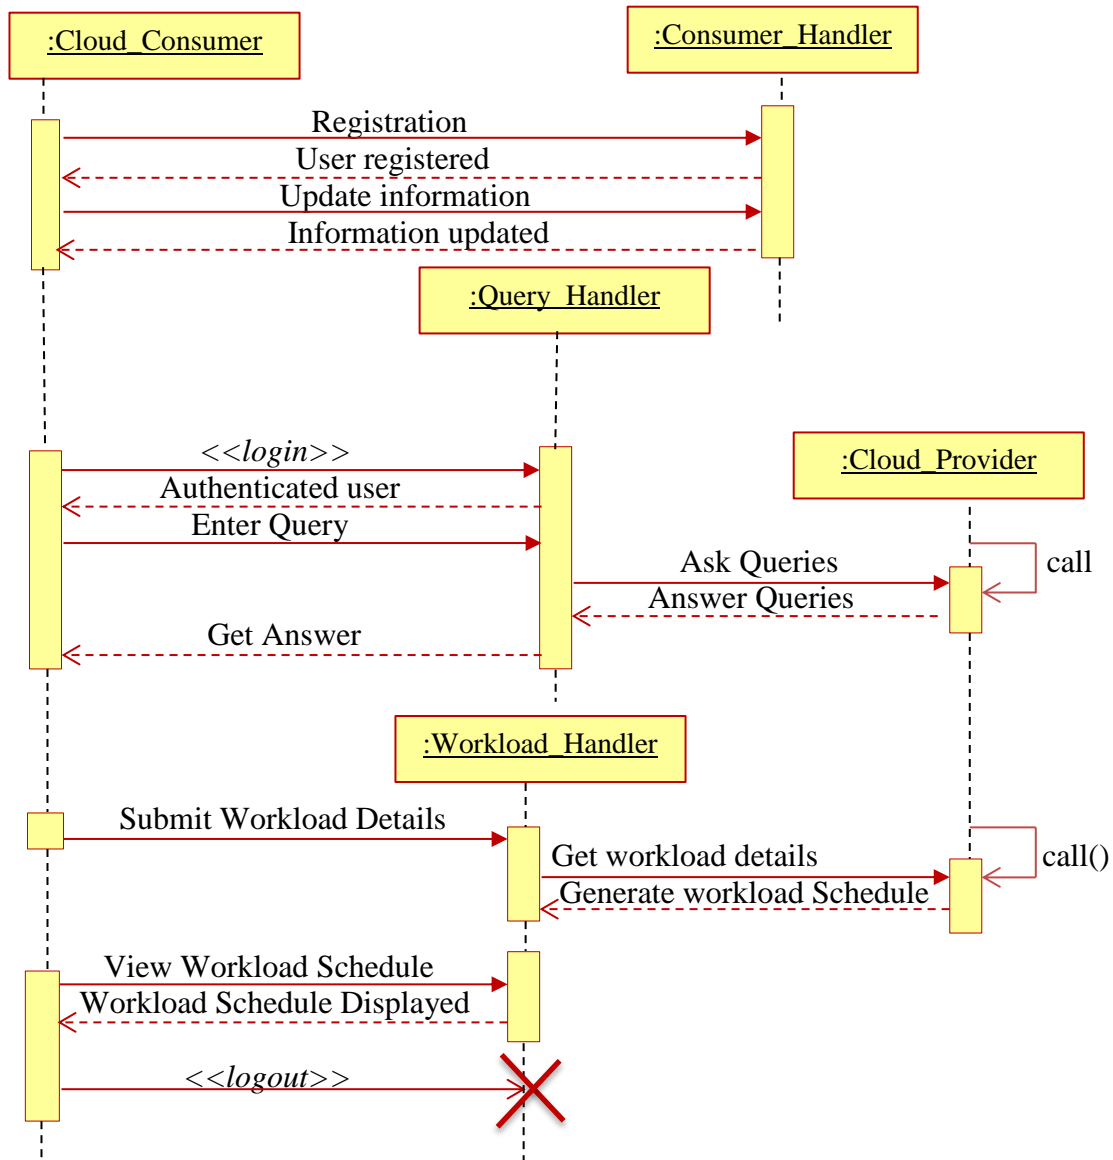 :Cloud_Consumer
:Consumer_Handler
Registration
User registered
Update information
Information updated
:Query_Handler
<<login>>
:Cloud_Provider
Authenticated user
Enter Query
Ask Queries
call
Answer Queries
Get Answer
:Workload_Handler
Submit Workload Details
Get workload details
call()
Generate workload Schedule
View Workload Schedule
Workload Schedule Displayed
<<logout>>